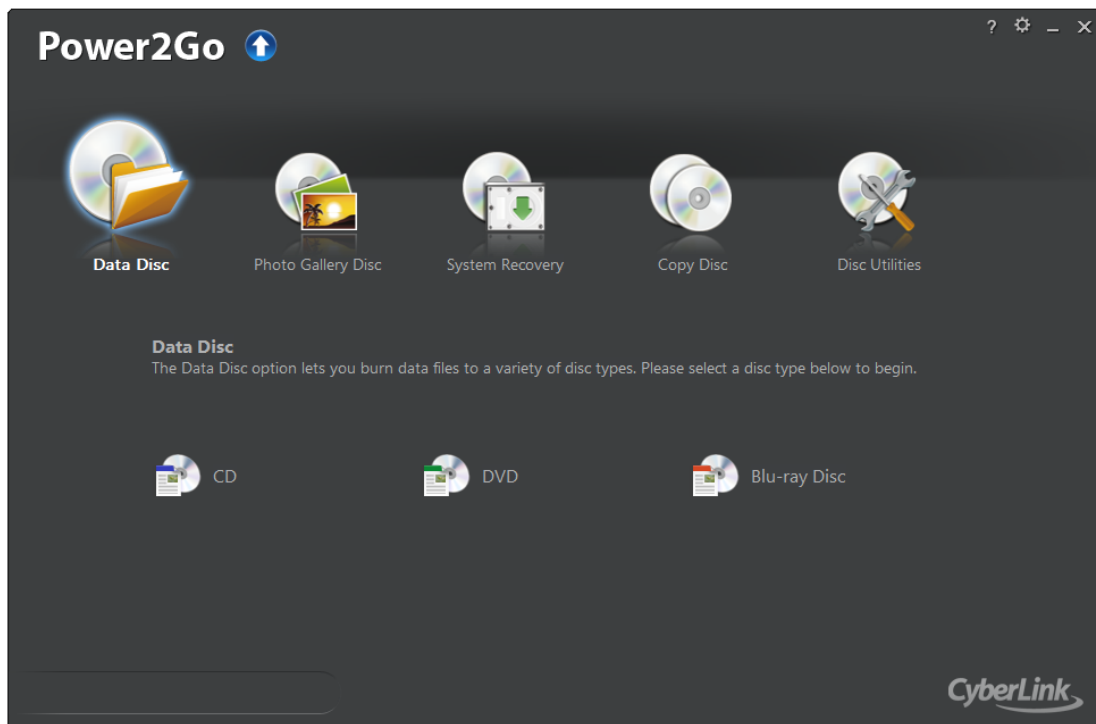 Power2Go
?
Data Disc
Photo Gallery Disc
System Recovery
Copy Disc
Disc Utilities
Data Disc
The Data Disc option lets you burn data files to a variety of disc types. Please select a disc type below to begin.
CD
DVD
Blu-ray Disc
CyberLink